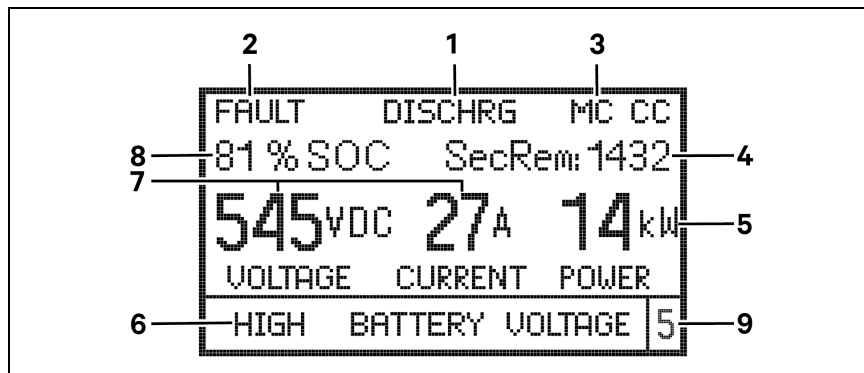 2 1 3
FAULT DISCHRG MC CC
8 81 % SOC SecRem: 1432 4
7
545 VDC 27 A 14 kW 5
VOLTAGE CURRENT POWER
6 HIGH BATTERY VOLTAGE 5 9